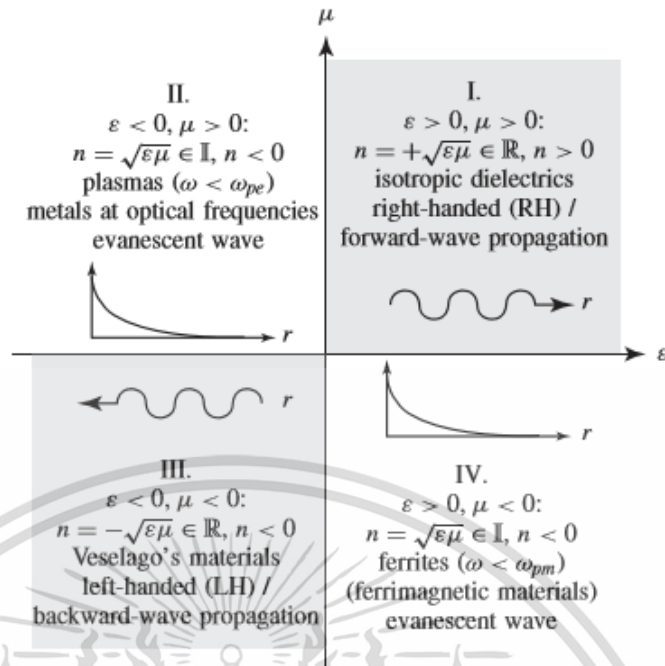 μ
II.
ε < 0, μ > 0:
n = √εμ ∈ 𝕀, n < 0
plasmas (ω < ωpe)
metals at optical frequencies
evanescent wave
r
I.
ε > 0, μ > 0:
n = +√εμ ∈ ℝ, n > 0
isotropic dielectrics
right-handed (RH) /
forward-wave propagation
r
ε
r
III.
ε < 0, μ < 0:
n = −√εμ ∈ ℝ, n < 0
Veselago's materials
left-handed (LH) /
backward-wave propagation
r
IV.
ε > 0, μ < 0:
n = √εμ ∈ 𝕀, n < 0
ferrites (ω < ωpm)
(ferrimagnetic materials)
evanescent wave